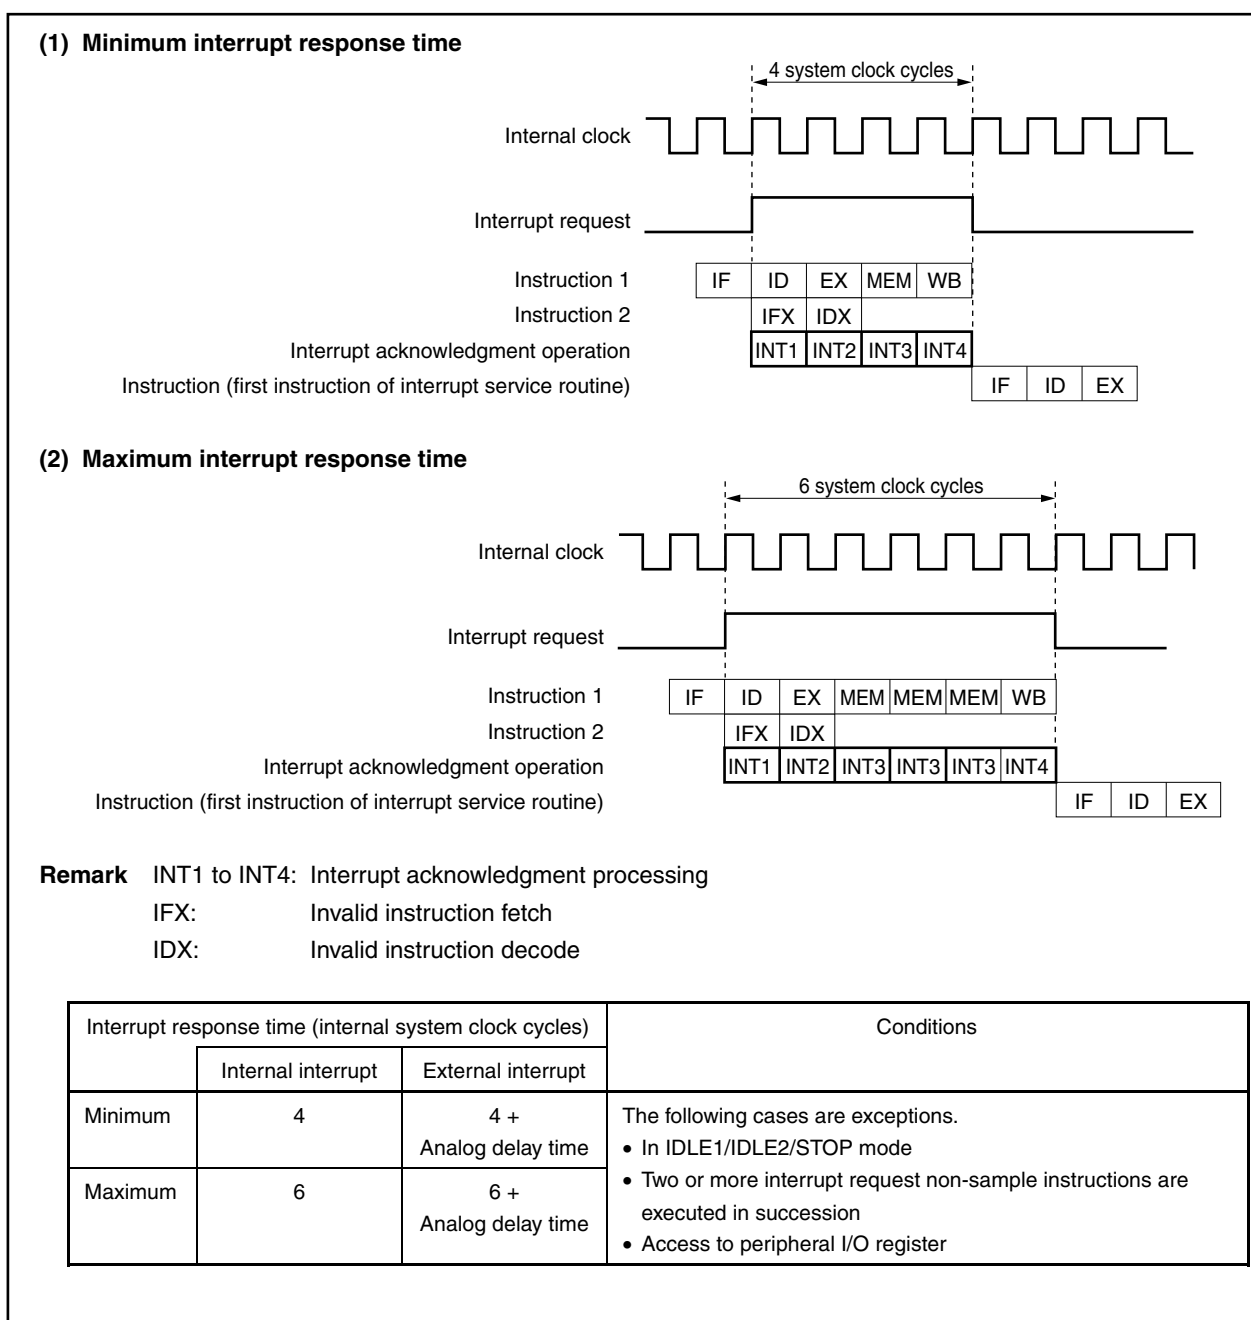 (1) Minimum interrupt response time
4 system clock cycles
Internal clock
Interrupt request
Instruction 1 IF ID EX MEM WB
Instruction 2 IFX IDX
Interrupt acknowledgment operation INT1 INT2 INT3 INT4
Instruction (first instruction of interrupt service routine) IF ID EX
(2) Maximum interrupt response time
6 system clock cycles
Internal clock
Interrupt request
Instruction 1 IF ID EX MEM MEM MEM WB
Instruction 2 IFX IDX
Interrupt acknowledgment operation INT1 INT2 INT3 INT3 INT3 INT4
Instruction (first instruction of interrupt service routine) IF ID EX
Remark INT1 to INT4: Interrupt acknowledgment processing
IFX: Invalid instruction fetch
IDX: Invalid instruction decode
Interrupt response time (internal system clock cycles) Conditions
Internal interrupt External interrupt
Minimum 4 4 +
Analog delay time
Maximum 6 6 +
Analog delay time
The following cases are exceptions.
• In IDLE1/IDLE2/STOP mode
• Two or more interrupt request non-sample instructions are
executed in succession
• Access to peripheral I/O register